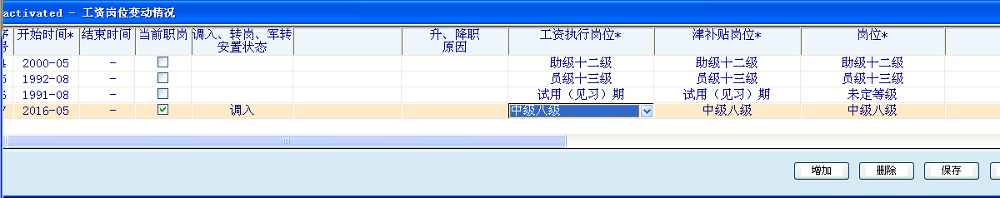 activated - 工资岗位变动情况
序号 开始时间* 结束时间 当前职岗 调入、转岗、军转安置状态 升、降职原因 工资执行岗位* 津补贴岗位* 岗位*
4 2000-05 - 助级十二级 助级十二级 助级十二级
5 1992-08 - 员级十三级 员级十三级 员级十三级
6 1991-08 - 试用（见习）期 试用（见习）期 未定等级
7 2016-05 - 调入 中级八级 中级八级 中级八级
增加 删除 保存